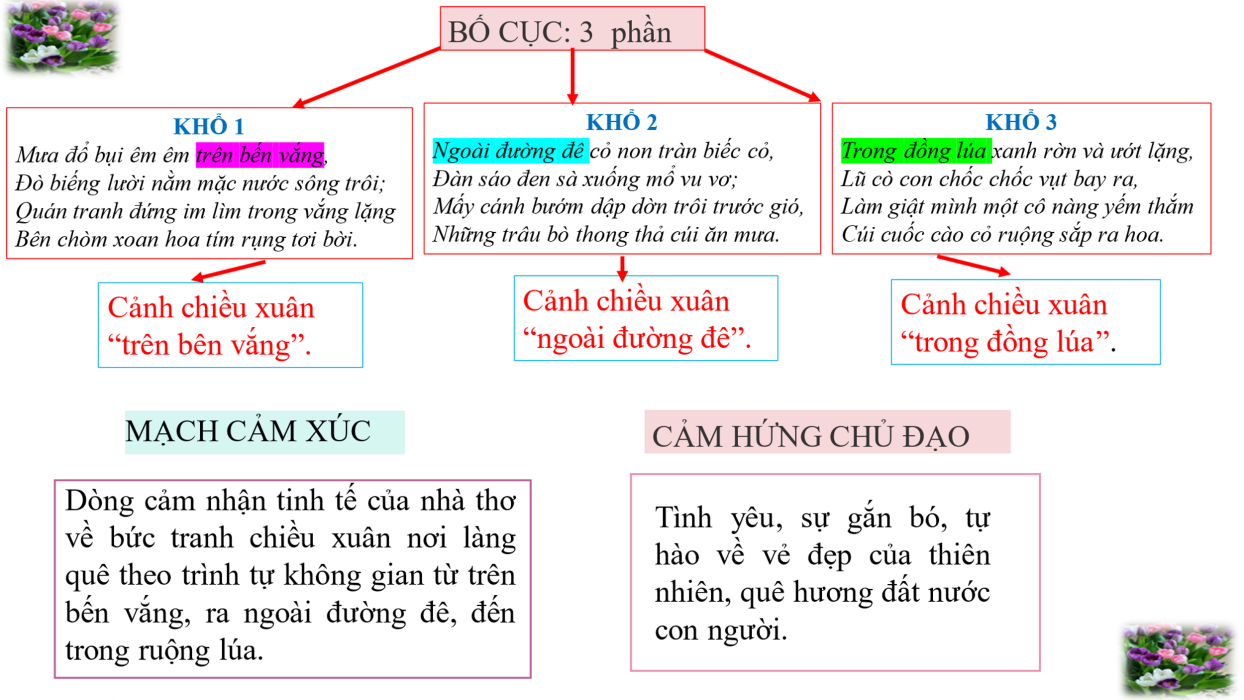 BỐ CỤC: 3 phần
KHỔ 1
Mưa đổ bụi êm êm trên bến vắng,
Đò biếng lười nằm mặc nước sông trôi;
Quán tranh đứng im lìm trong vắng lặng
Bên chòm xoan hoa tím rụng tơi bời.
KHỔ 2
Ngoài đường đê cỏ non tràn biếc cỏ,
Đàn sáo đen sà xuống mổ vu vơ;
Mấy cánh bướm dập dờn trôi trước gió,
Những trâu bò thong thả cúi ăn mưa.
KHỔ 3
Trong đồng lúa xanh rờn và ướt lặng,
Lũ cò con chốc chốc vụt bay ra,
Làm giật mình một cô nàng yếm thắm
Cúi cuốc cào cỏ ruộng sắp ra hoa.
Cảnh chiều xuân
“trên bên vắng”.
Cảnh chiều xuân
“ngoài đường đê”.
Cảnh chiều xuân
“trong đồng lúa”.
MẠCH CẢM XÚC
Dòng cảm nhận tinh tế của nhà thơ
về bức tranh chiều xuân nơi làng
quê theo trình tự không gian từ trên
bến vắng, ra ngoài đường đê, đến
trong ruộng lúa.
CẢM HỨNG CHỦ ĐẠO
Tình yêu, sự gắn bó, tự
hào về vẻ đẹp của thiên
nhiên, quê hương đất nước
con người.